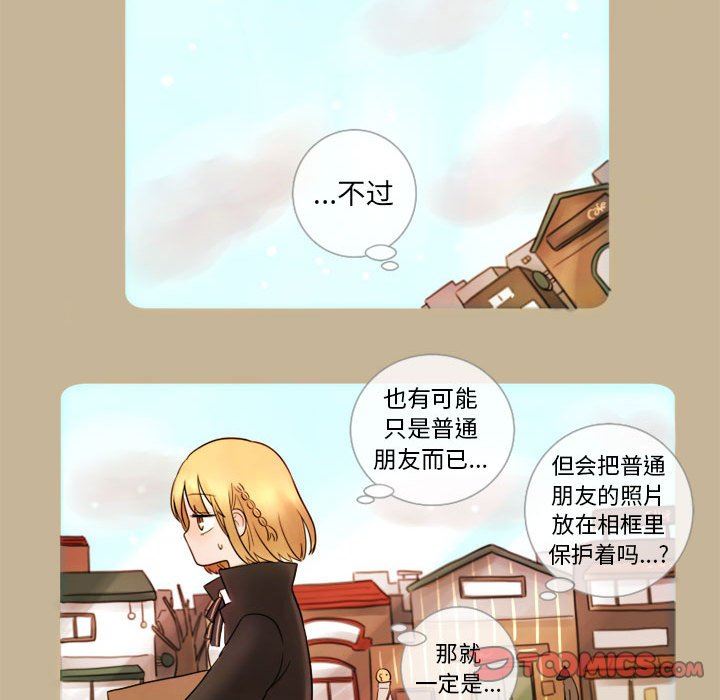 ...不过
Cafe
也有可能
只是普通
朋友而已...
但会把普通
朋友的照片
放在相框里
保护着吗...?
那就
一定是...
TOOMICS.com